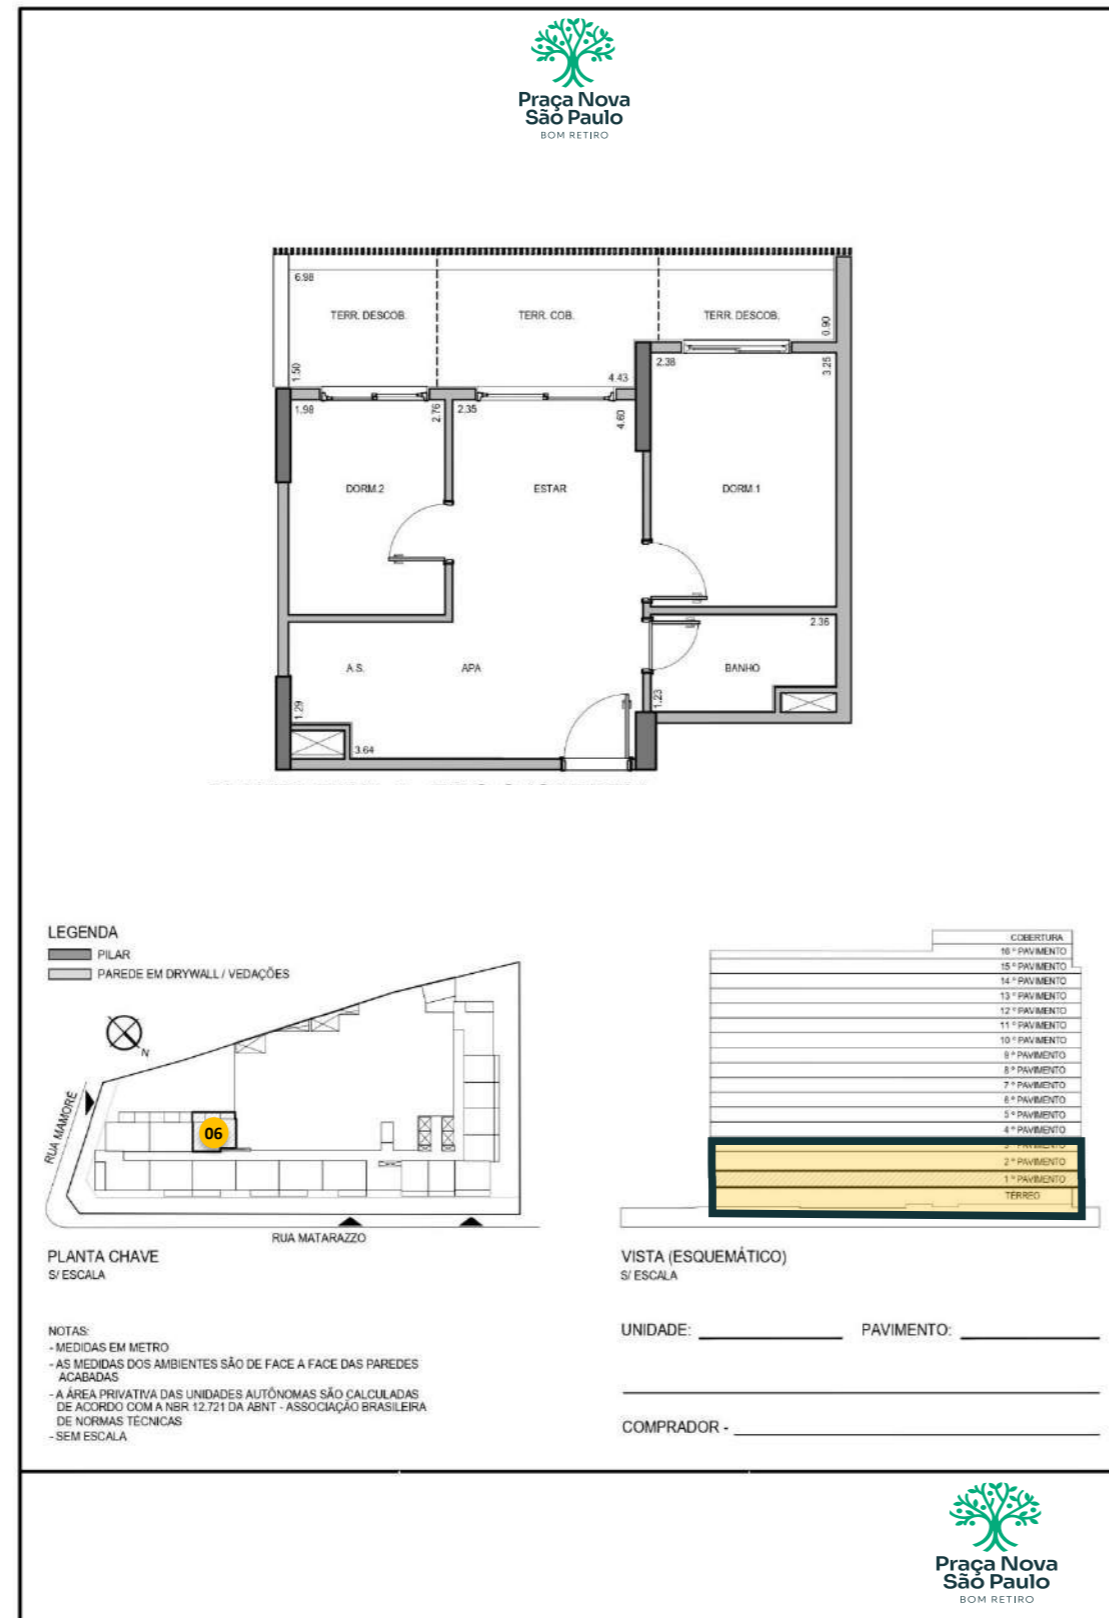 Praça Nova
São Paulo
BOM RETIRO
6.98
TERR. DESCOB.
TERR. COB.
TERR. DESCOB.
0.90
1.50
4.43
2.38
3.25
1.98
2.76
2.35
4.60
DORM.2
ESTAR
DORM.1
2.36
A.S.
APA
BANHO
1.29
1.23
3.64
LEGENDA
PILAR
PAREDE EM DRYWALL / VEDAÇÕES
N
RUA MAMORÉ
06
RUA MATARAZZO
PLANTA CHAVE
S/ ESCALA
COBERTURA
16 º PAVIMENTO
15 º PAVIMENTO
14 º PAVIMENTO
13 º PAVIMENTO
12 º PAVIMENTO
11 º PAVIMENTO
10 º PAVIMENTO
9 º PAVIMENTO
8 º PAVIMENTO
7 º PAVIMENTO
6 º PAVIMENTO
5 º PAVIMENTO
4 º PAVIMENTO
3 º PAVIMENTO
2 º PAVIMENTO
1 º PAVIMENTO
TÉRREO
VISTA (ESQUEMÁTICO)
S/ ESCALA
NOTAS:
- MEDIDAS EM METRO
- AS MEDIDAS DOS AMBIENTES SÃO DE FACE A FACE DAS PAREDES
ACABADAS
- A ÁREA PRIVATIVA DAS UNIDADES AUTÔNOMAS SÃO CALCULADAS
DE ACORDO COM A NBR 12.721 DA ABNT - ASSOCIAÇÃO BRASILEIRA
DE NORMAS TÉCNICAS
- SEM ESCALA
UNIDADE: PAVIMENTO:
COMPRADOR -
Praça Nova
São Paulo
BOM RETIRO